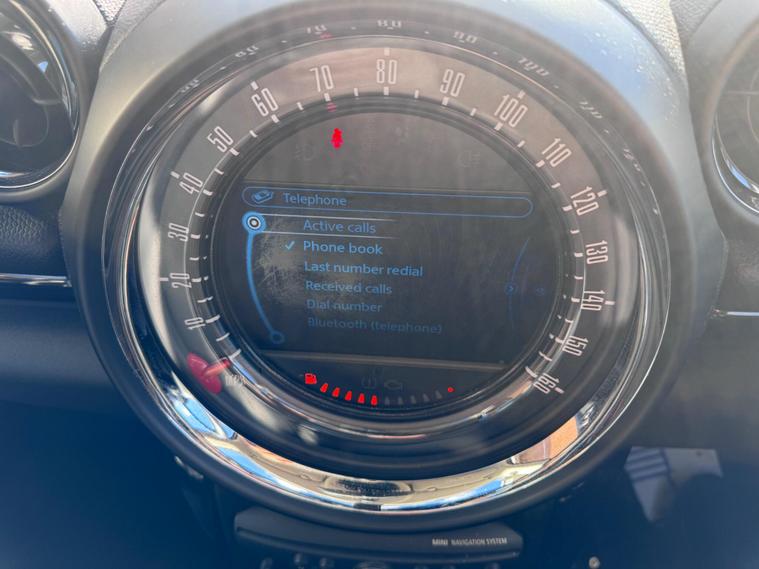 10
20
30
40
50
60
70
80
90
100
110
120
130
140
150
160
Telephone
Active calls
✓ Phone book
Last number redial
Received calls
Dial number
Bluetooth (telephone)
MINI NAVIGATION SYSTEM